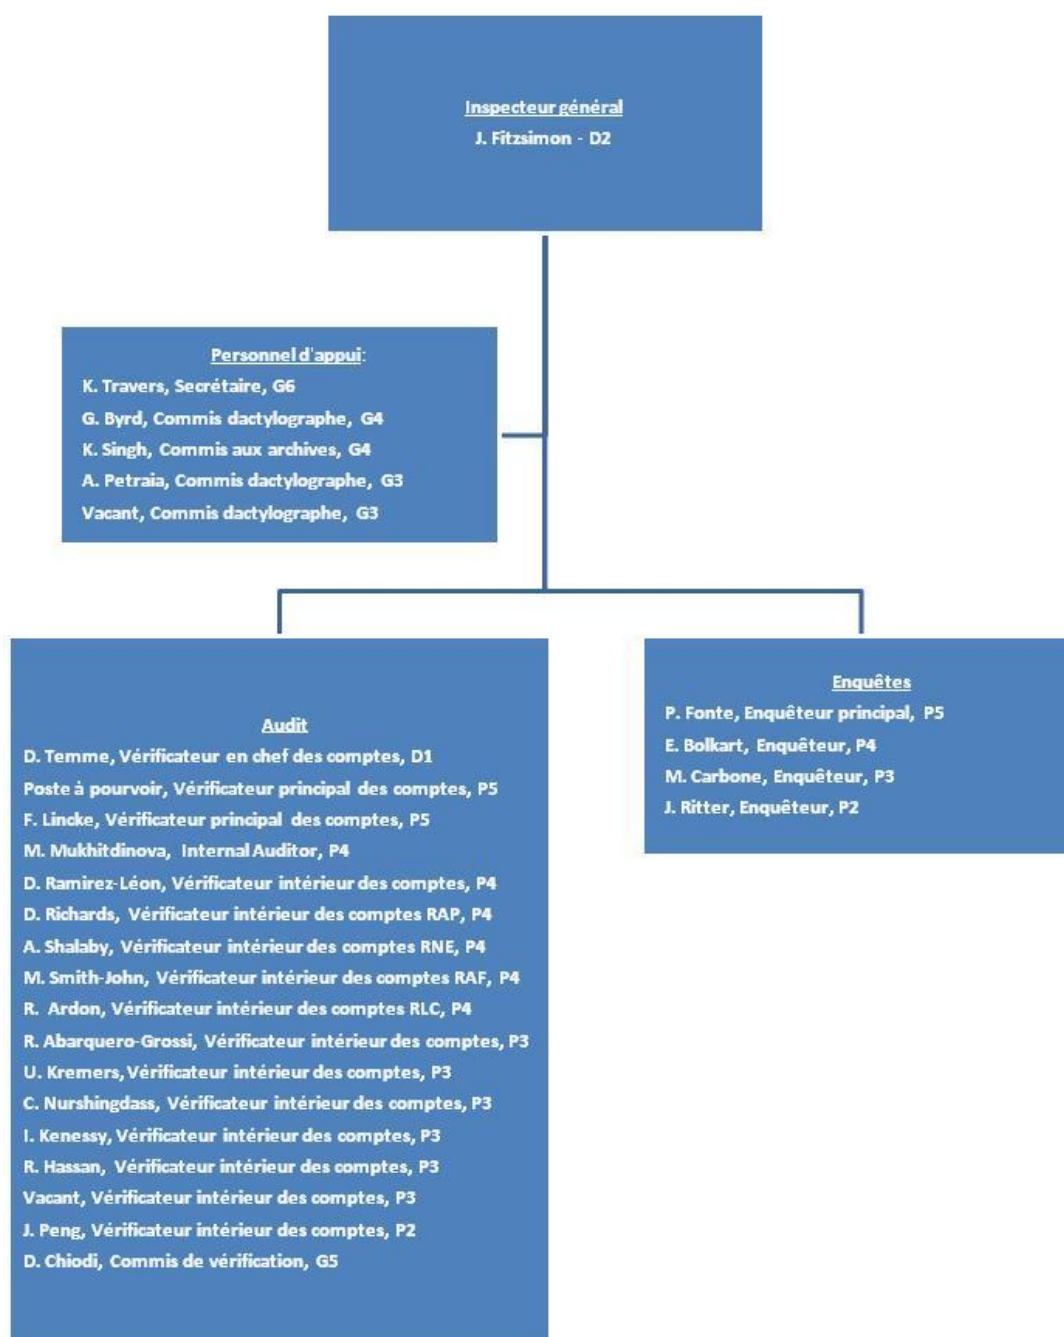 Inspecteur général
J. Fitzsimon - D2
Personnel d'appui:
K. Travers, Secrétaire, G6
G. Byrd, Commis dactylographe, G4
K. Singh, Commis aux archives, G4
A. Petraia, Commis dactylographe, G3
Vacant, Commis dactylographe, G3
Audit
D. Temme, Vérificateur en chef des comptes, D1
Poste à pourvoir, Vérificateur principal des comptes, P5
F. Lincke, Vérificateur principal des comptes, P5
M. Mukhitdinova, Internal Auditor, P4
D. Ramirez-Léon, Vérificateur intérieur des comptes, P4
D. Richards, Vérificateur intérieur des comptes RAP, P4
A. Shalaby, Vérificateur intérieur des comptes RNE, P4
M. Smith-John, Vérificateur intérieur des comptes RAF, P4
R. Ardon, Vérificateur intérieur des comptes RLC, P4
R. Abarquero-Grossi, Vérificateur intérieur des comptes, P3
U. Kremers, Vérificateur intérieur des comptes, P3
C. Nurshingdass, Vérificateur intérieur des comptes, P3
I. Kenessy, Vérificateur intérieur des comptes, P3
R. Hassan, Vérificateur intérieur des comptes, P3
Vacant, Vérificateur intérieur des comptes, P3
J. Peng, Vérificateur intérieur des comptes, P2
D. Chiodi, Commis de vérification, G5
Enquêtes
P. Fonte, Enquêteur principal, P5
E. Bolkart, Enquêteur, P4
M. Carbone, Enquêteur, P3
J. Ritter, Enquêteur, P2